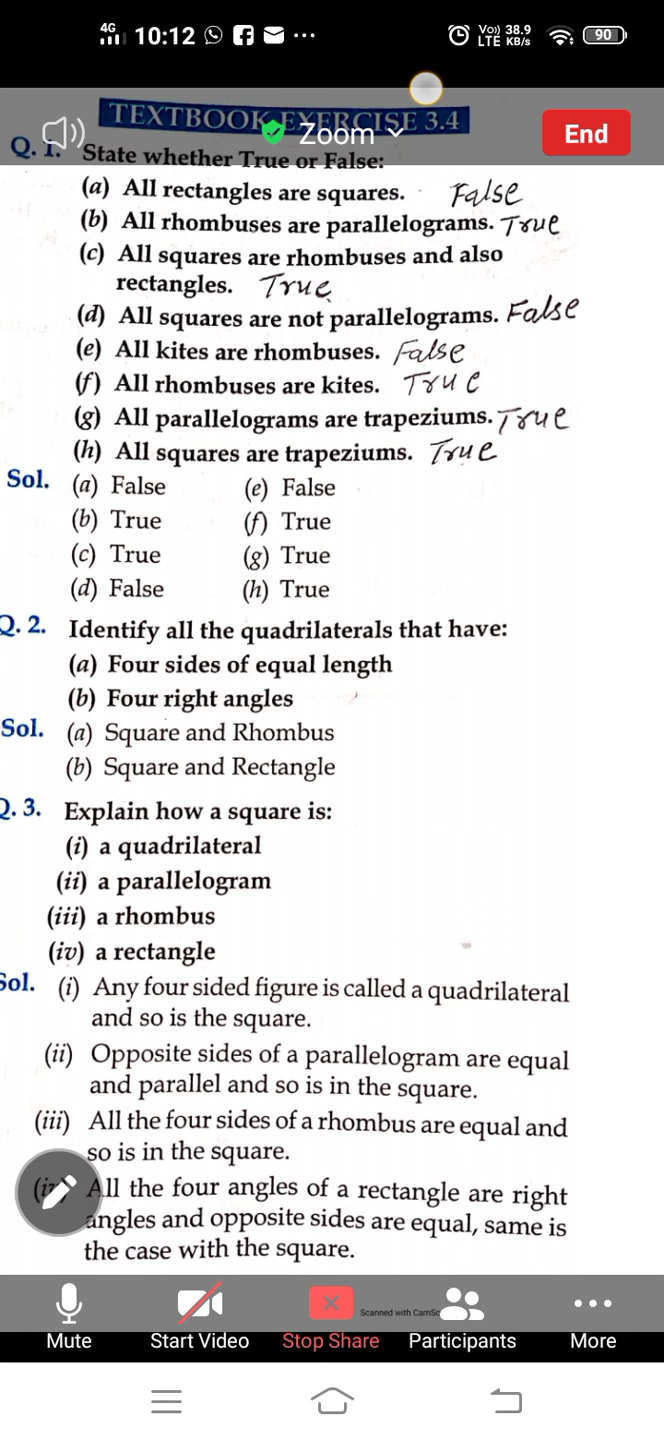 4G 10:12 ... Vo)) LTE 38.9 KB/s 90
TEXTBOOK EXERCISE 3.4
Zoom End
Q. 1. State whether True or False:
(a) All rectangles are squares. False
(b) All rhombuses are parallelograms. True
(c) All squares are rhombuses and also
rectangles. True
(d) All squares are not parallelograms. False
(e) All kites are rhombuses. False
(f) All rhombuses are kites. True
(g) All parallelograms are trapeziums. True
(h) All squares are trapeziums. True
Sol. (a) False (e) False
(b) True (f) True
(c) True (g) True
(d) False (h) True
Q. 2. Identify all the quadrilaterals that have:
(a) Four sides of equal length
(b) Four right angles
Sol. (a) Square and Rhombus
(b) Square and Rectangle
Q. 3. Explain how a square is:
(i) a quadrilateral
(ii) a parallelogram
(iii) a rhombus
(iv) a rectangle
Sol. (i) Any four sided figure is called a quadrilateral
and so is the square.
(ii) Opposite sides of a parallelogram are equal
and parallel and so is in the square.
(iii) All the four sides of a rhombus are equal and
so is in the square.
All the four angles of a rectangle are right
angles and opposite sides are equal, same is
the case with the square.
Scanned with
Mute Start Video Stop Share Participants More